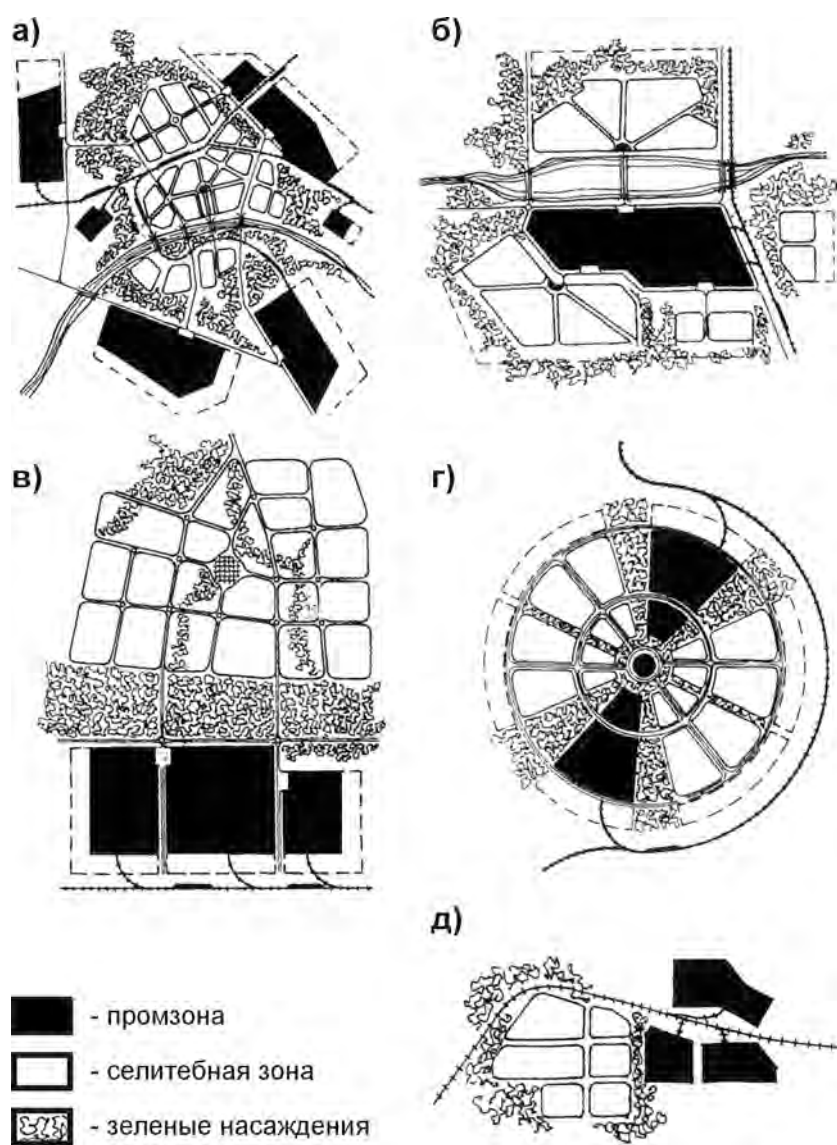 а)
б)
в)
г)
д)
- промзона
- селитебная зона
- зеленые насаждения